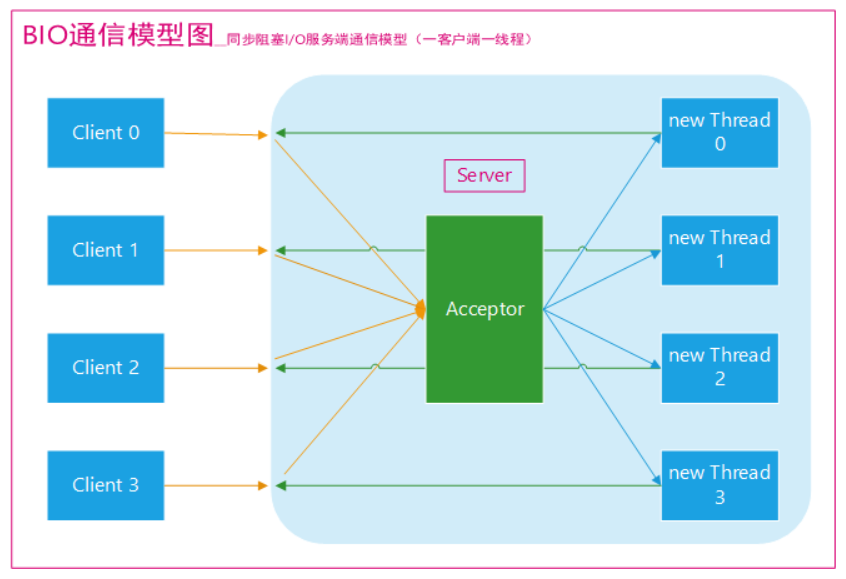 BIO通信模型图_同步阻塞I/O服务端通信模型（一客户端一线程）
Client 0
new Thread
0
Server
Client 1
new Thread
1
Acceptor
Client 2
new Thread
2
Client 3
new Thread
3